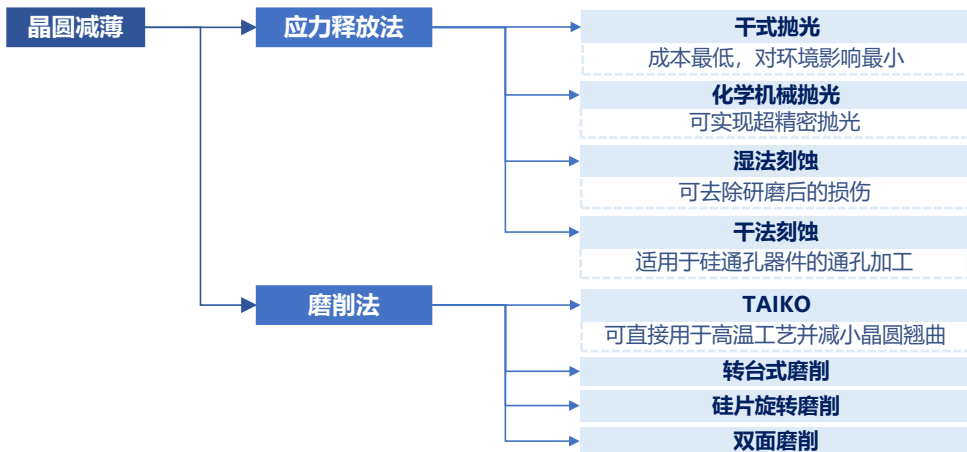 晶圆减薄
应力释放法
干式抛光
成本最低，对环境影响最小
化学机械抛光
可实现超精密抛光
湿法刻蚀
可去除研磨后的损伤
干法刻蚀
适用于硅通孔器件的通孔加工
磨削法
TAIKO
可直接用于高温工艺并减小晶圆翘曲
转台式磨削
硅片旋转磨削
双面磨削